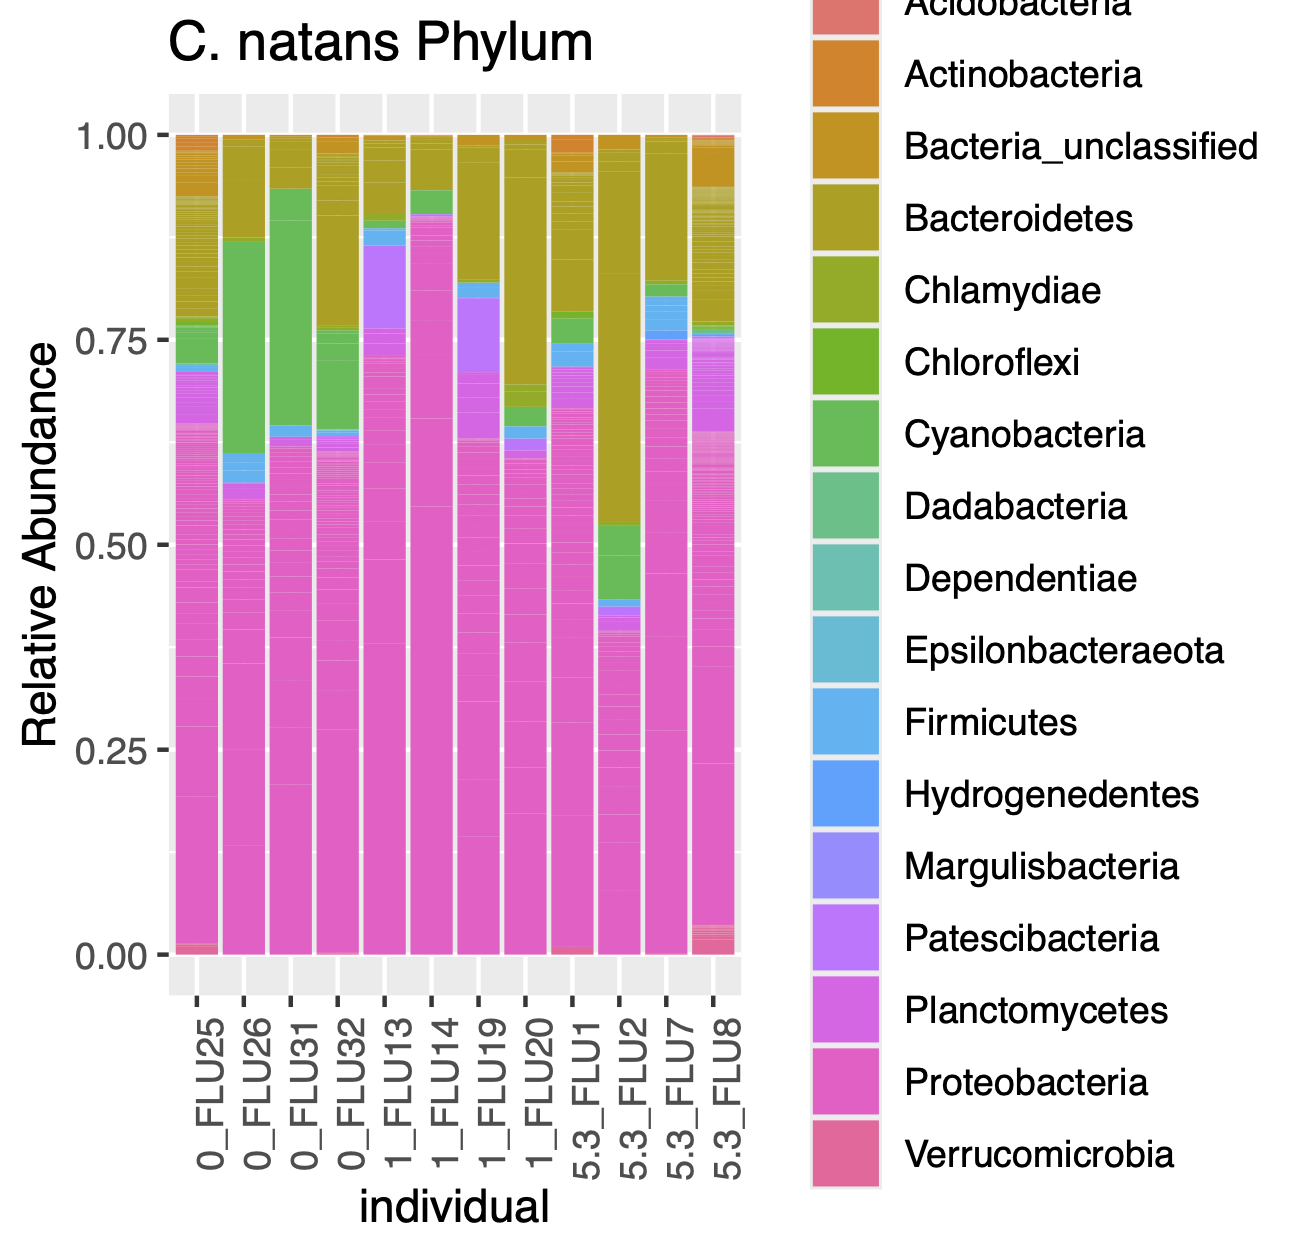 C. natans Phylum
Relative Abundance
1.00
0.75
0.50
0.25
0.00
0_FLU25
0_FLU26
0_FLU31
0_FLU32
1_FLU13
1_FLU14
1_FLU19
1_FLU20
5.3_FLU1
5.3_FLU2
5.3_FLU7
5.3_FLU8
individual
Acidobacteria
Actinobacteria
Bacteria_unclassified
Bacteroidetes
Chlamydiae
Chloroflexi
Cyanobacteria
Dadabacteria
Dependentiae
Epsilonbacteraeota
Firmicutes
Hydrogenedentes
Margulisbacteria
Patescibacteria
Planctomycetes
Proteobacteria
Verrucomicrobia